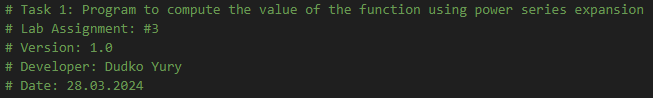 # Task 1: Program to compute the value of the function using power series expansion
# Lab Assignment: #3
# Version: 1.0
# Developer: Dudko Yury
# Date: 28.03.2024